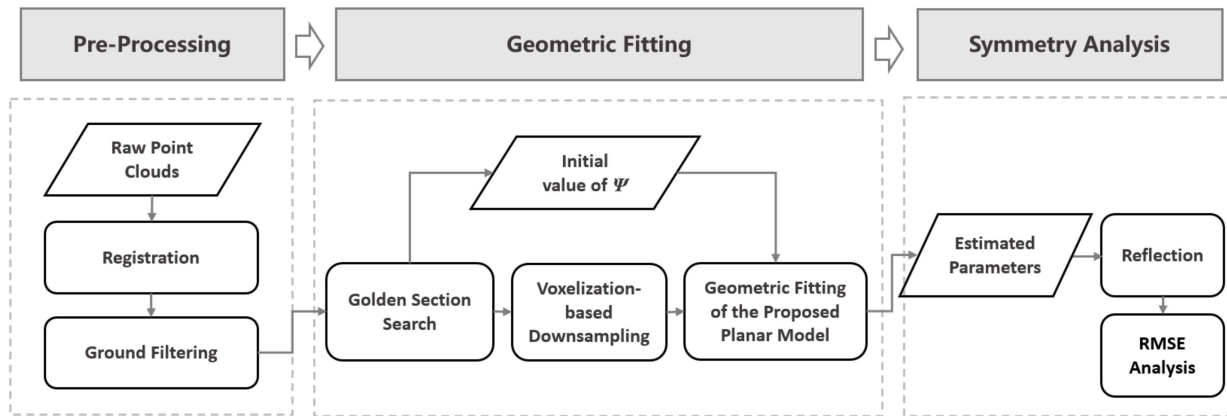 Pre-Processing
Geometric Fitting
Symmetry Analysis
Raw Point
Clouds
Registration
Ground Filtering
Initial
value of Ψ
Golden Section
Search
Voxelization-
based
Downsampling
Geometric Fitting
of the Proposed
Planar Model
Estimated
Parameters
Reflection
RMSE
Analysis